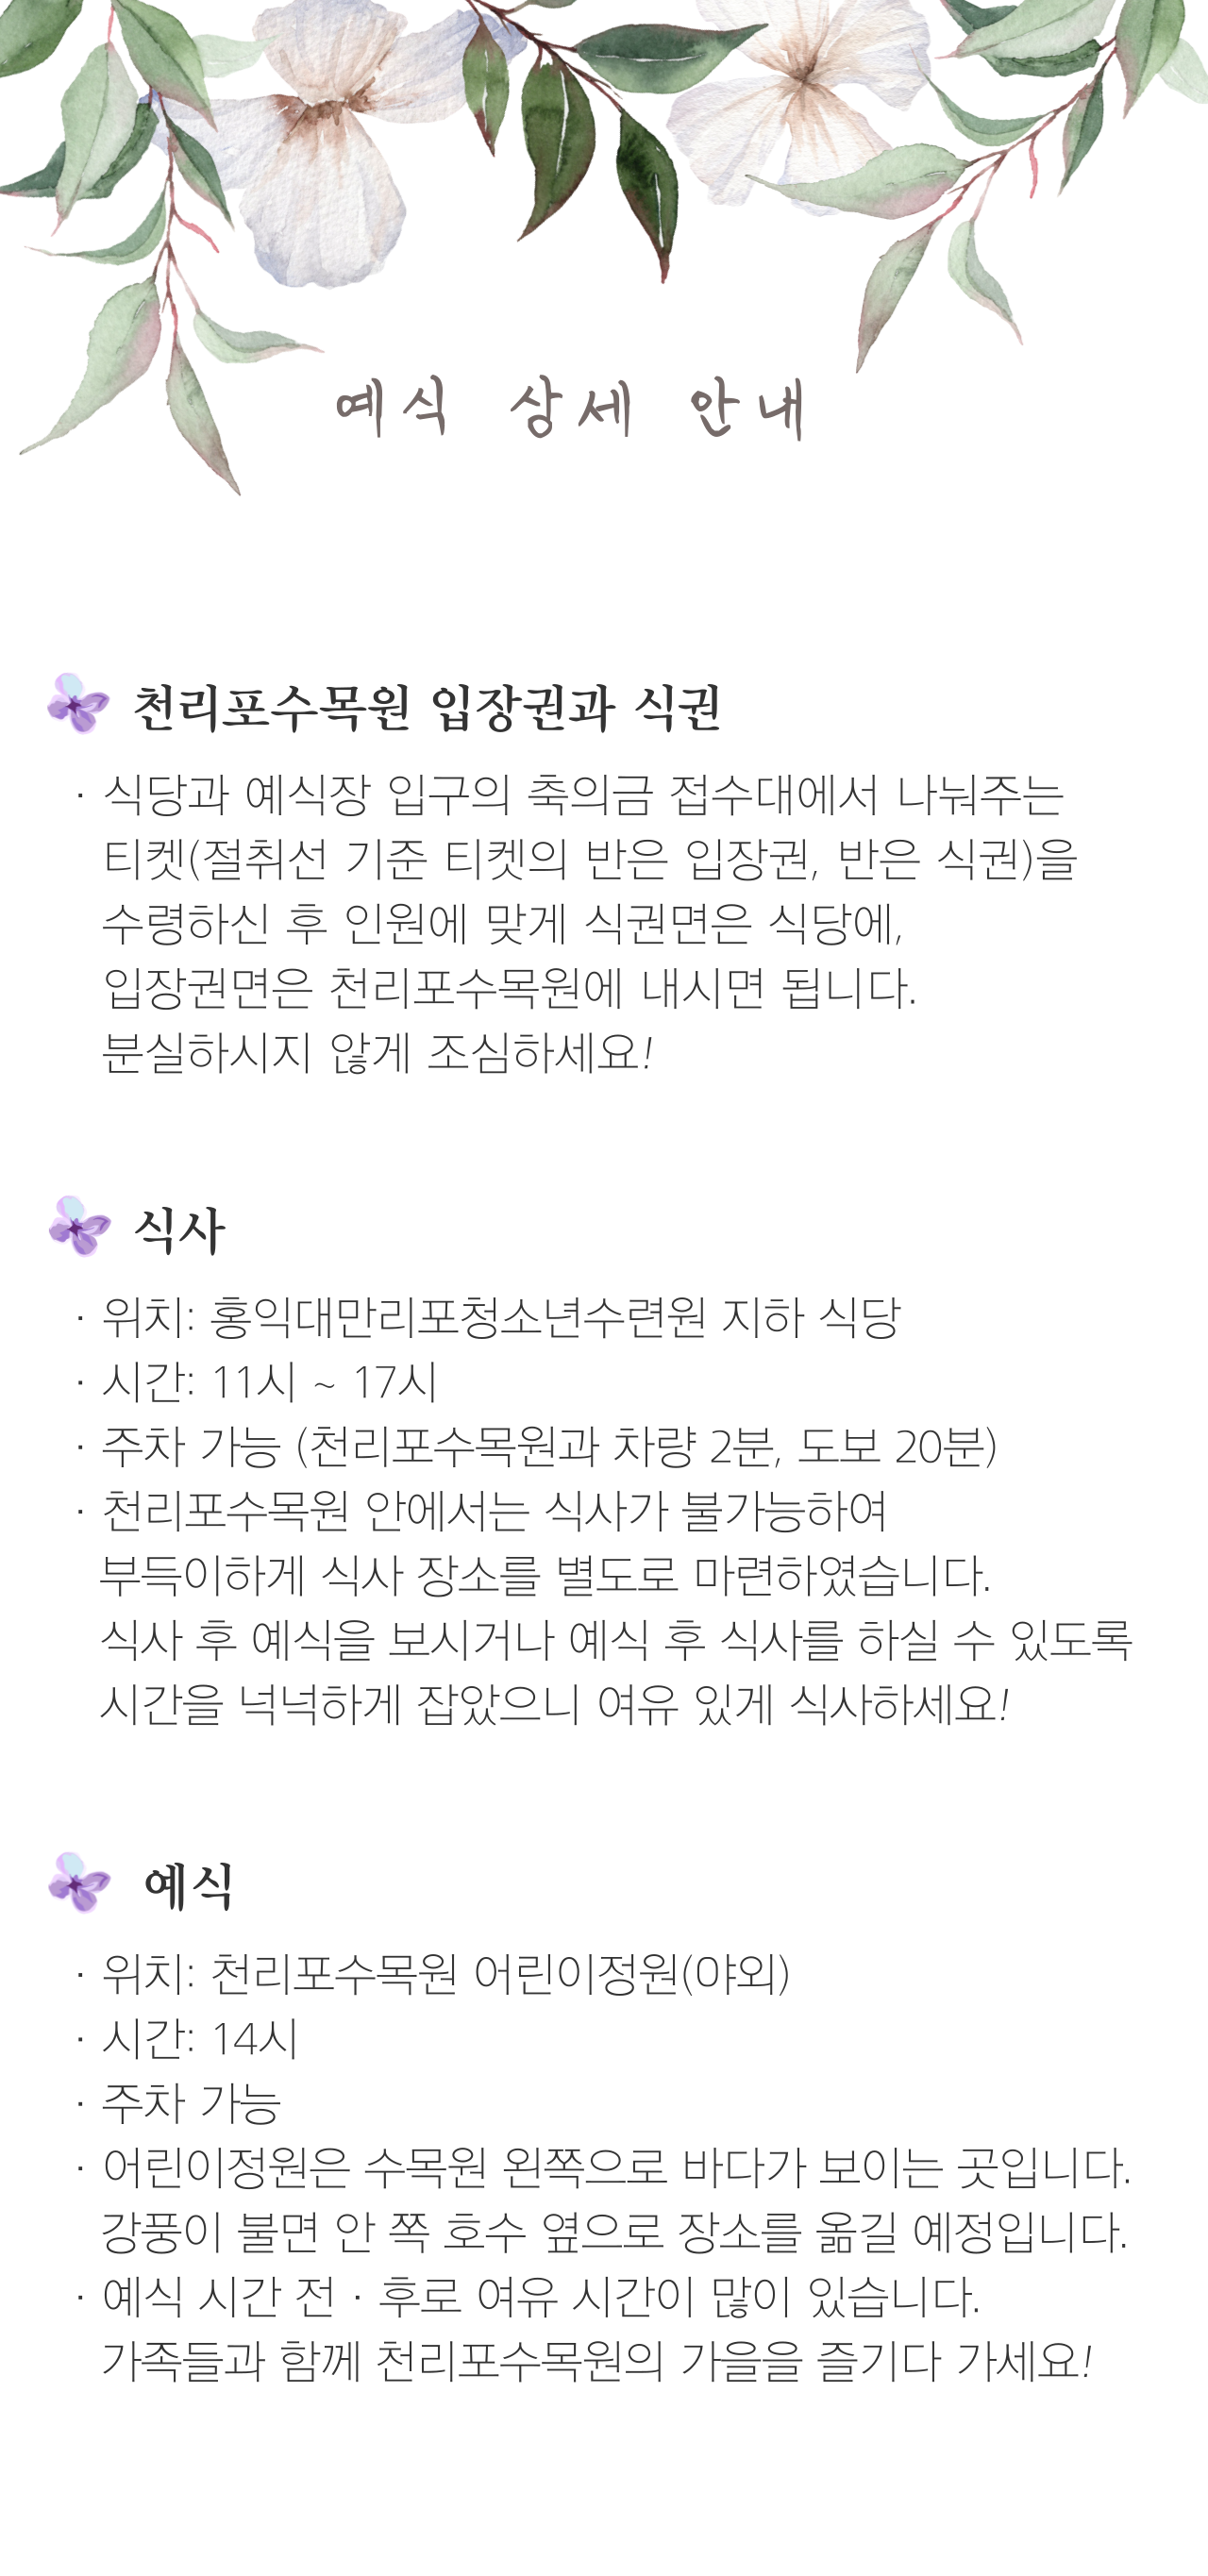 예식 상세 안내
천리포수목원 입장권과 식권
· 식당과 예식장 입구의 축의금 접수대에서 나눠주는
티켓(절취선 기준 티켓의 반은 입장권, 반은 식권)을
수령하신 후 인원에 맞게 식권면은 식당에,
입장권면은 천리포수목원에 내시면 됩니다.
분실하시지 않게 조심하세요!
식사
· 위치: 홍익대만리포청소년수련원 지하 식당
· 시간: 11시 ~ 17시
· 주차 가능 (천리포수목원과 차량 2분, 도보 20분)
· 천리포수목원 안에서는 식사가 불가능하여
부득이하게 식사 장소를 별도로 마련하였습니다.
식사 후 예식을 보시거나 예식 후 식사를 하실 수 있도록
시간을 넉넉하게 잡았으니 여유 있게 식사하세요!
예식
· 위치: 천리포수목원 어린이정원(야외)
· 시간: 14시
· 주차 가능
· 어린이정원은 수목원 왼쪽으로 바다가 보이는 곳입니다.
강풍이 불면 안 쪽 호수 옆으로 장소를 옮길 예정입니다.
· 예식 시간 전 · 후로 여유 시간이 많이 있습니다.
가족들과 함께 천리포수목원의 가을을 즐기다 가세요!